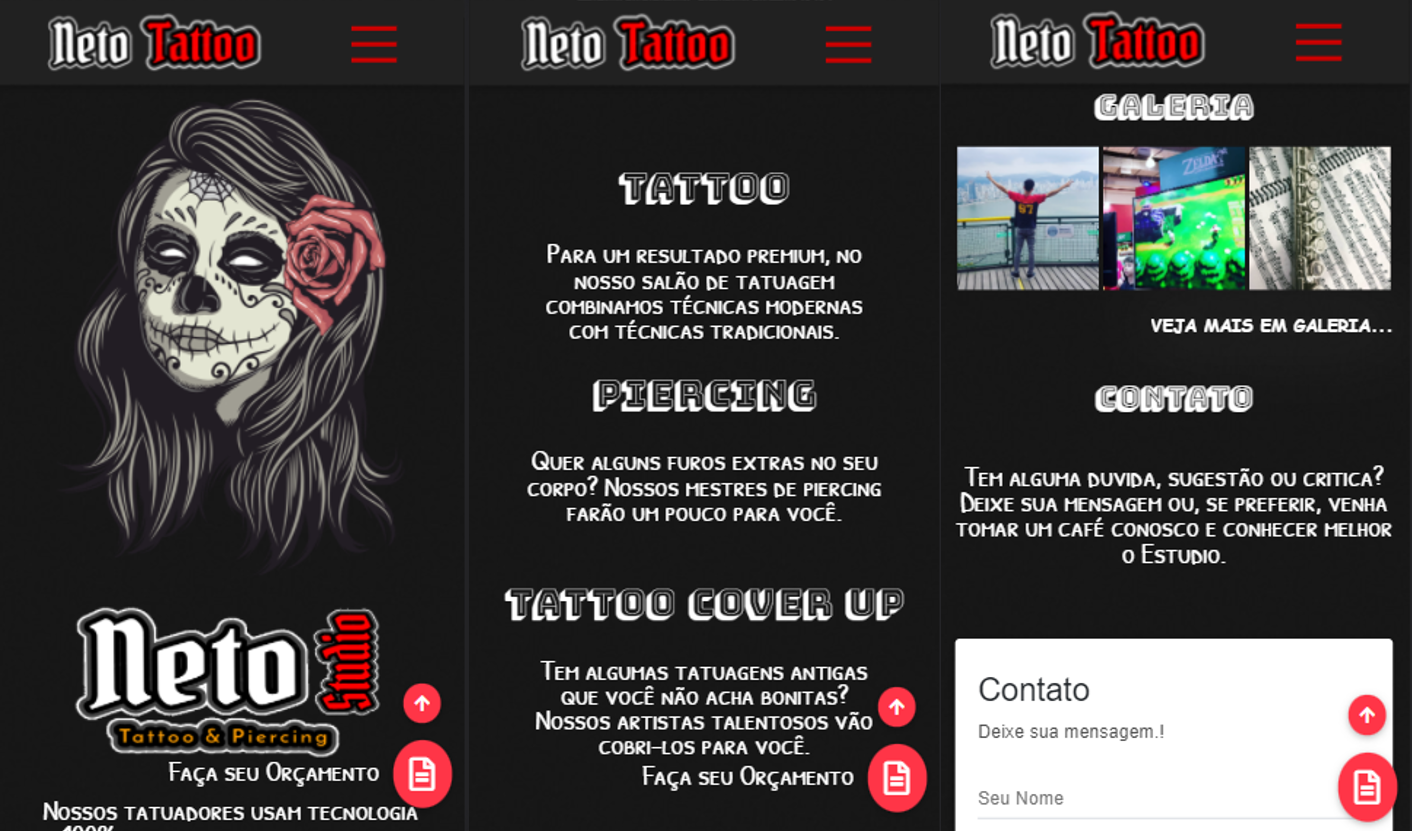 Neto Tattoo
Neto
Studio
Tattoo & Piercing
Faça seu Orçamento
Nossos tatuadores usam tecnologia
Neto Tattoo
TATTOO
Para um resultado premium, no
nosso salão de tatuagem
combinamos técnicas modernas
com técnicas tradicionais.
PIERCING
Quer alguns furos extras no seu
corpo? Nossos mestres de piercing
farão um pouco para você.
TATTOO COVER UP
Tem algumas tatuagens antigas
que você não acha bonitas?
Nossos artistas talentosos vão
cobri-los para você.
Faça seu Orçamento
Neto Tattoo
GALERIA
97
ZELDA
VEJA MAIS EM GALERIA...
CONTATO
Tem alguma duvida, sugestão ou critica?
Deixe sua mensagem ou, se preferir, venha
tomar um café conosco e conhecer melhor
o Estudio.
Contato
Deixe sua mensagem.!
Seu Nome